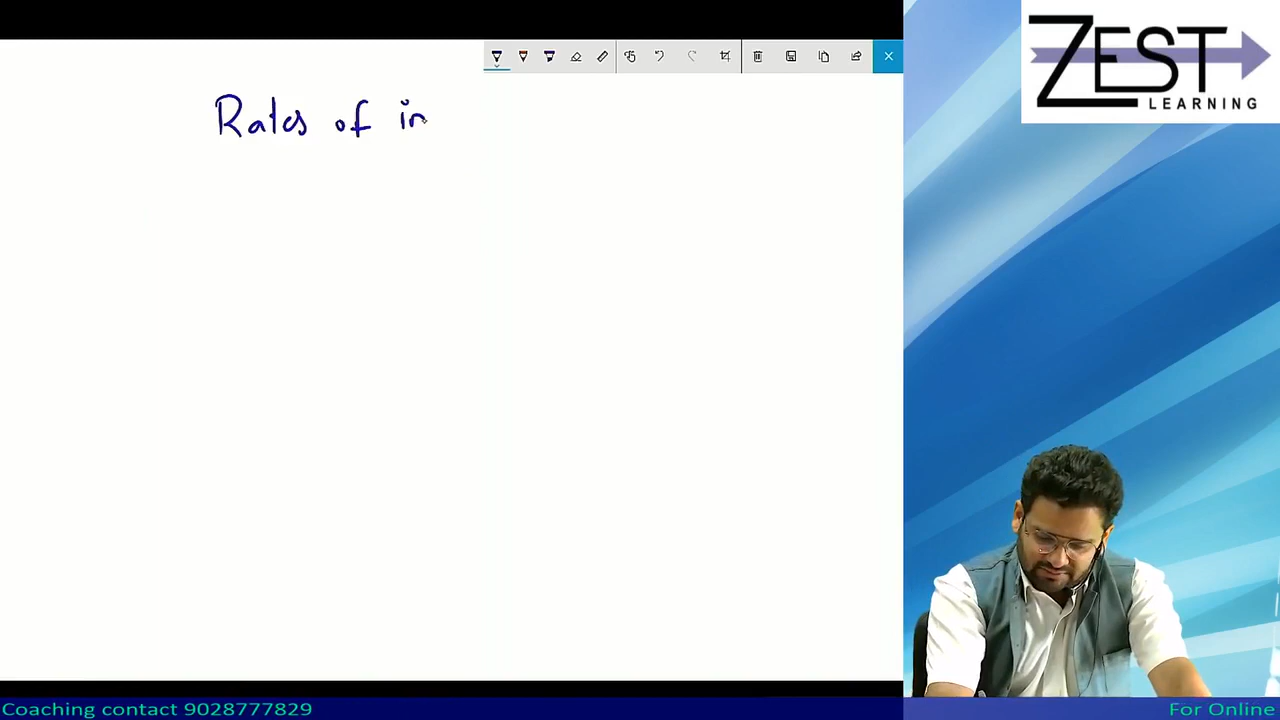 ZEST
LEARNING
Rates of in
Coaching contact 9028777829
For Online